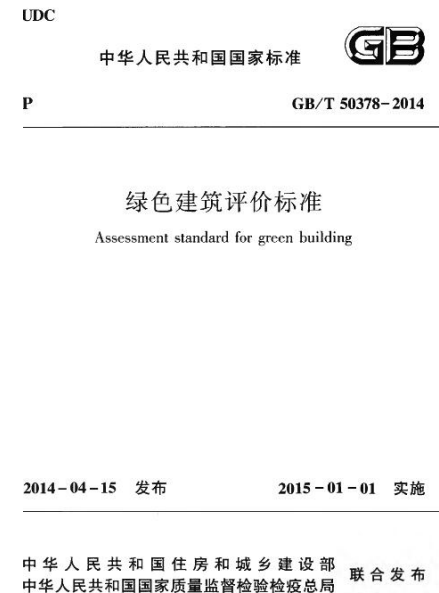 UDC
中华人民共和国国家标准
GB
P
GB/T 50378-2014
绿色建筑评价标准
Assessment standard for green building
2014-04-15 发布
2015-01-01 实施
中华人民共和国住房和城乡建设部
中华人民共和国国家质量监督检验检疫总局
联合发布